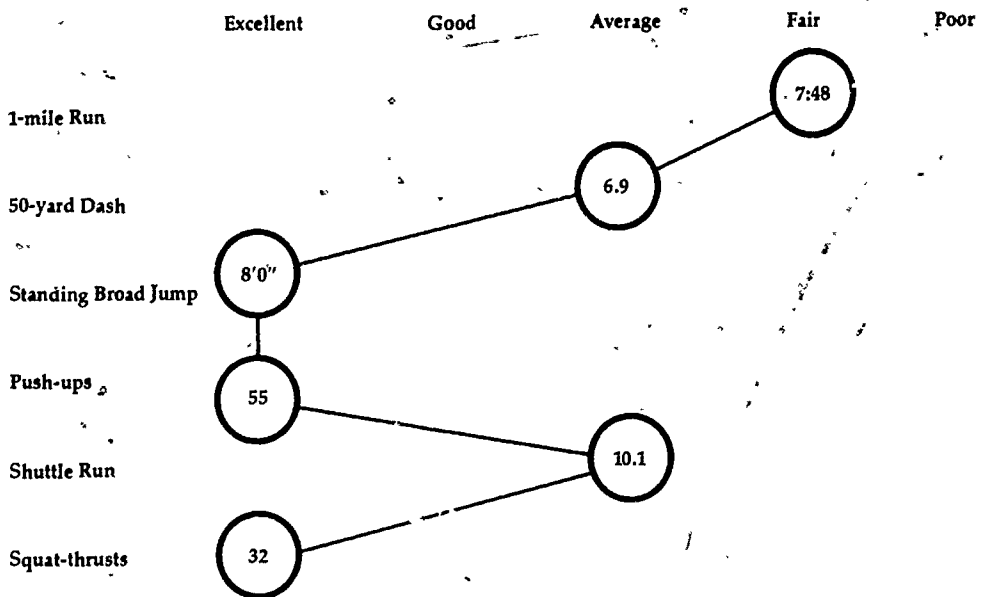 Excellent Good Average Fair Poor
1-mile Run 7:48
50-yard Dash 6.9
Standing Broad Jump 8'0"
Push-ups 55
Shuttle Run 10.1
Squat-thrusts 32